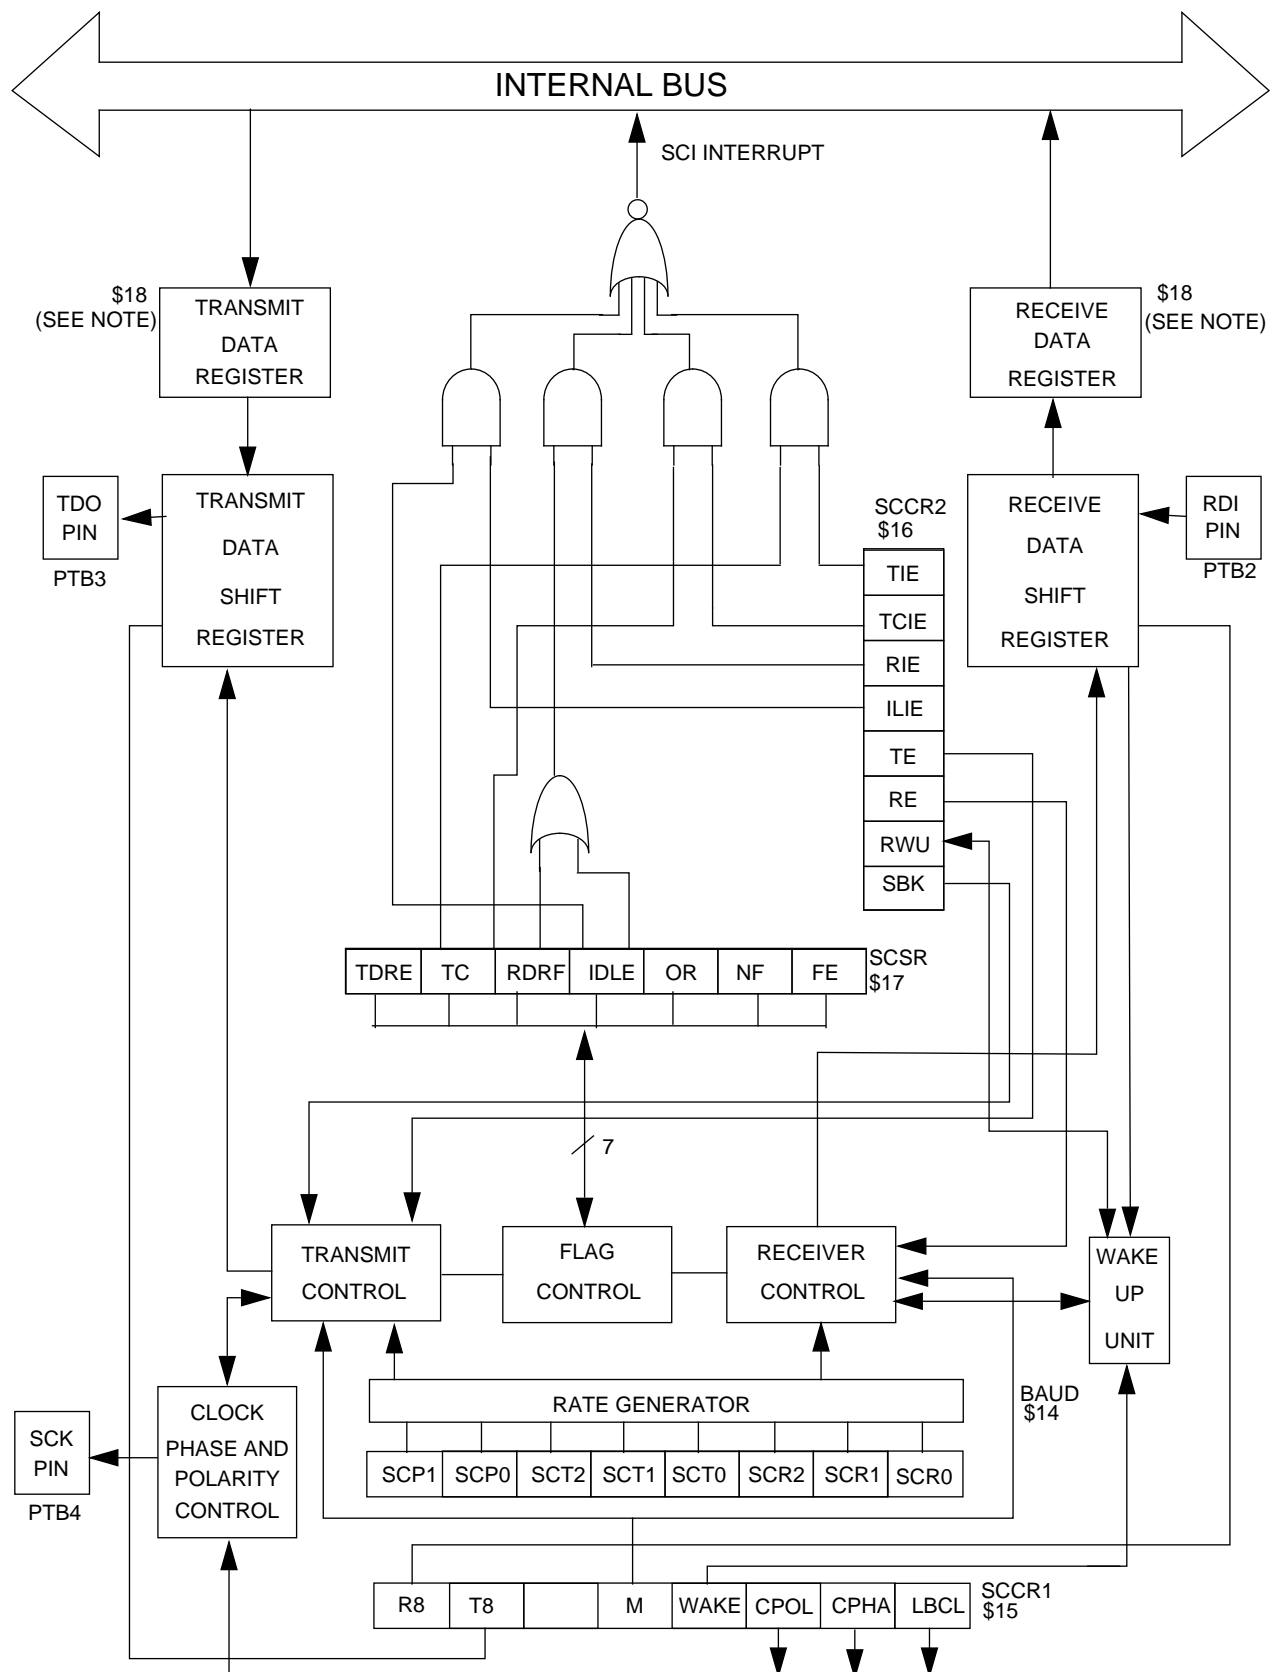 INTERNAL BUS
SCI INTERRUPT
$18
(SEE NOTE)
TRANSMIT
DATA
REGISTER
RECEIVE
DATA
REGISTER
$18
(SEE NOTE)
TDO
PIN
PTB3
TRANSMIT
DATA
SHIFT
REGISTER
SCCR2
$16
TIE
TCIE
RIE
ILIE
TE
RE
RWU
SBK
RECEIVE
DATA
SHIFT
REGISTER
RDI
PIN
PTB2
TDRE
TC
RDRF
IDLE
OR
NF
FE
SCSR
$17
7
TRANSMIT
CONTROL
FLAG
CONTROL
RECEIVER
CONTROL
WAKE
UP
UNIT
RATE GENERATOR
BAUD
$14
SCP1
SCP0
SCT2
SCT1
SCT0
SCR2
SCR1
SCR0
SCK
PIN
PTB4
CLOCK
PHASE AND
POLARITY
CONTROL
R8
T8
M
WAKE
CPOL
CPHA
LBCL
SCCR1
$15